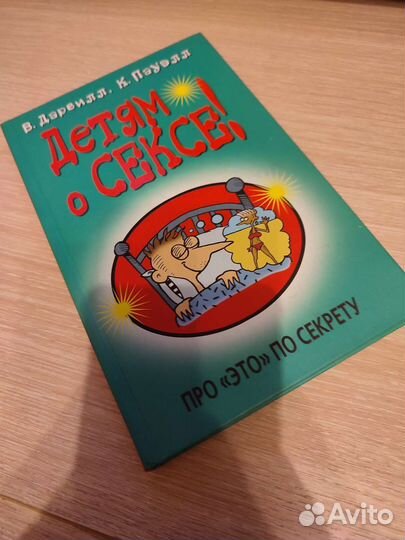 В. Дарвилл, К. Пауэлл
Детям
о СЕКСЕ!
ПРО «ЭТО» ПО СЕКРЕТУ
Avito